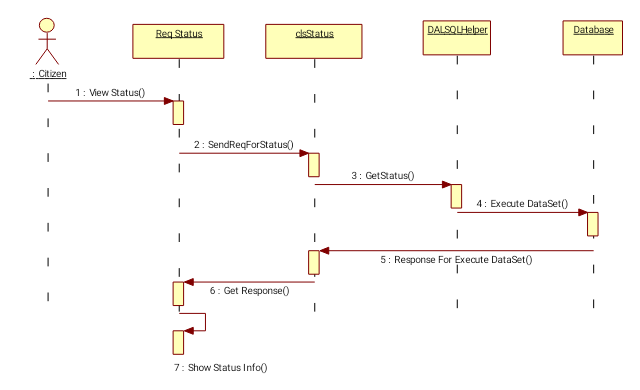 Req Status
clsStatus
DALSQLHelper
Database
: Citizen
1 : View Status()
2 : SendReqForStatus()
3 : GetStatus()
4 : Execute DataSet()
5 : Response For Execute DataSet()
6 : Get Response()
7 : Show Status Info()